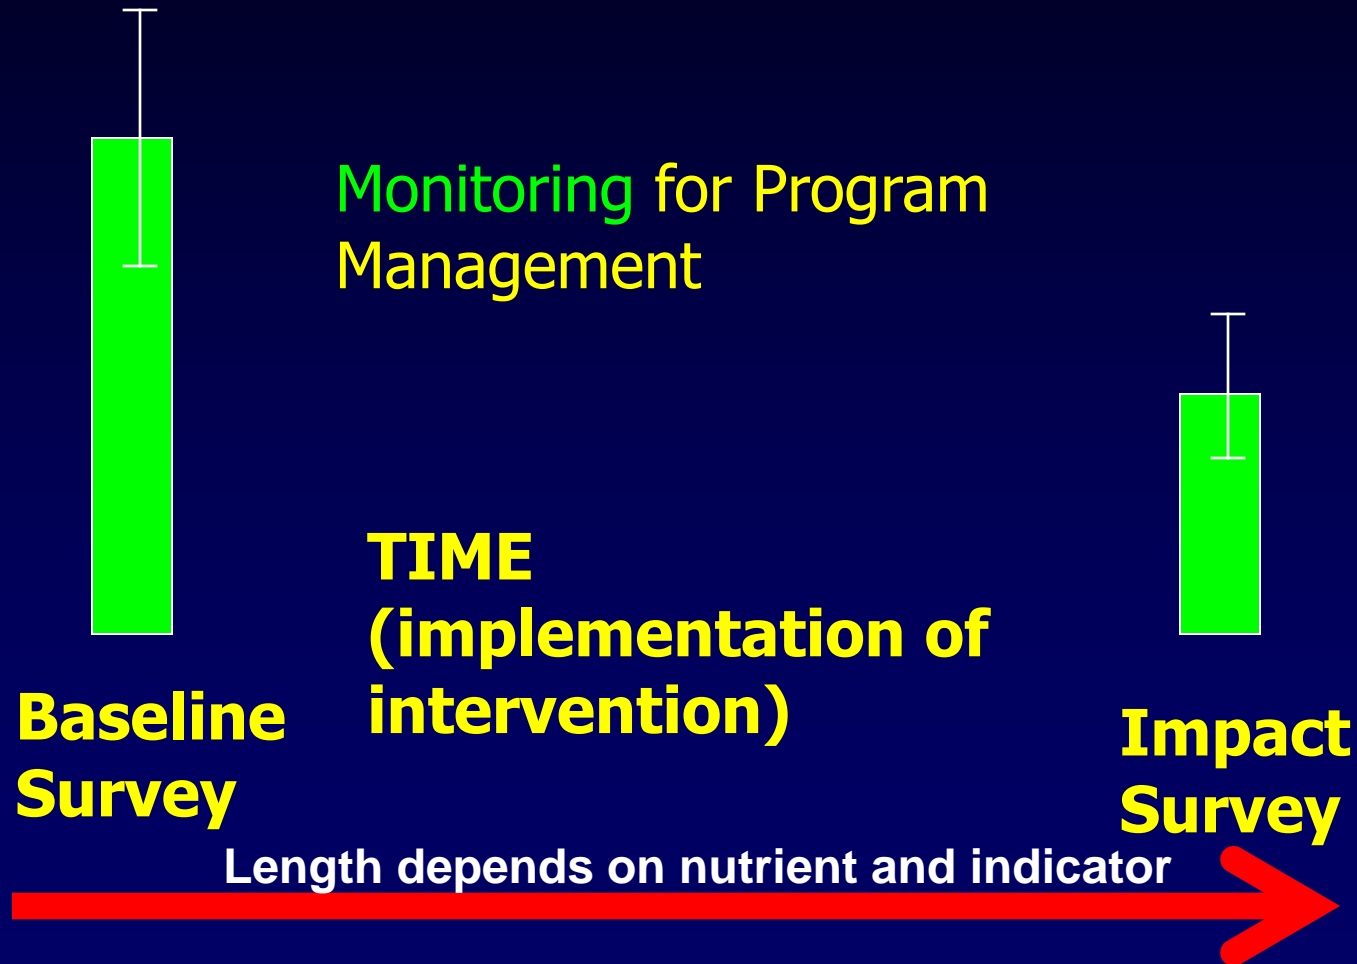 Monitoring for Program
Management
TIME
(implementation of
intervention)
Baseline
Survey
Impact
Survey
Length depends on nutrient and indicator